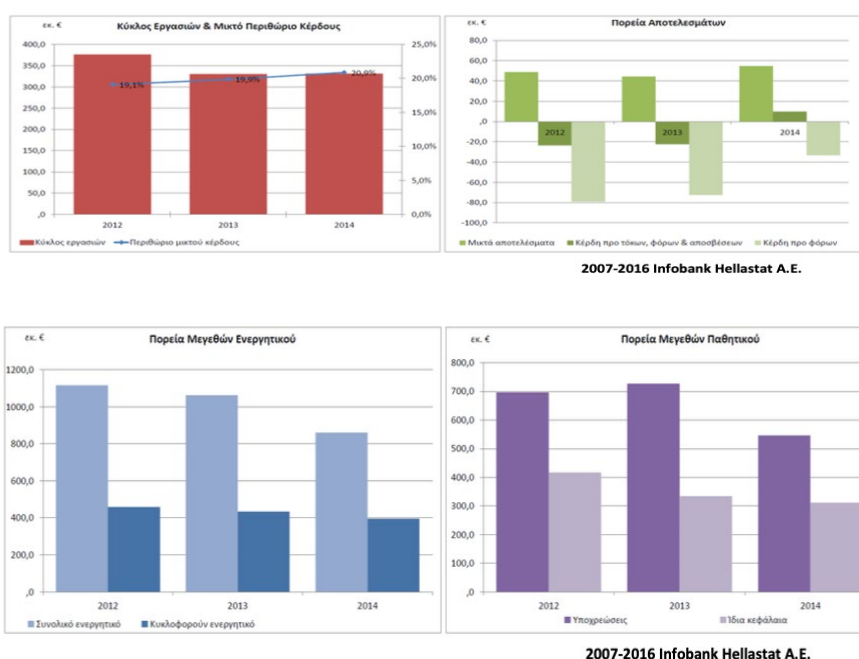 εκ. €
Κύκλος Εργασιών & Μικτό Περιθώριο Κέρδους
400,0
350,0
300,0
250,0
200,0
150,0
100,0
50,0
,0
25,0%
20,0%
15,0%
10,0%
5,0%
0,0%
19,1%
19,9%
20,9%
2012
2013
2014
Κύκλος εργασιών
Περιθώριο μικτού κέρδους
εκ. €
Πορεία Αποτελεσμάτων
80,0
60,0
40,0
20,0
,0
-20,0
-40,0
-60,0
-80,0
-100,0
2012
2013
2014
Μικτά αποτελέσματα
Κέρδη προ τόκων, φόρων & αποσβέσεων
Κέρδη προ φόρων
2007-2016 Infobank Hellastat A.E.
εκ. €
Πορεία Μεγεθών Ενεργητικού
1200,0
1000,0
800,0
600,0
400,0
200,0
,0
2012
2013
2014
Συνολικό ενεργητικό
Κυκλοφορούν ενεργητικό
εκ. €
Πορεία Μεγεθών Παθητικού
800,0
700,0
600,0
500,0
400,0
300,0
200,0
100,0
,0
2012
2013
2014
Υποχρεώσεις
Ίδια κεφάλαια
2007-2016 Infobank Hellastat A.E.